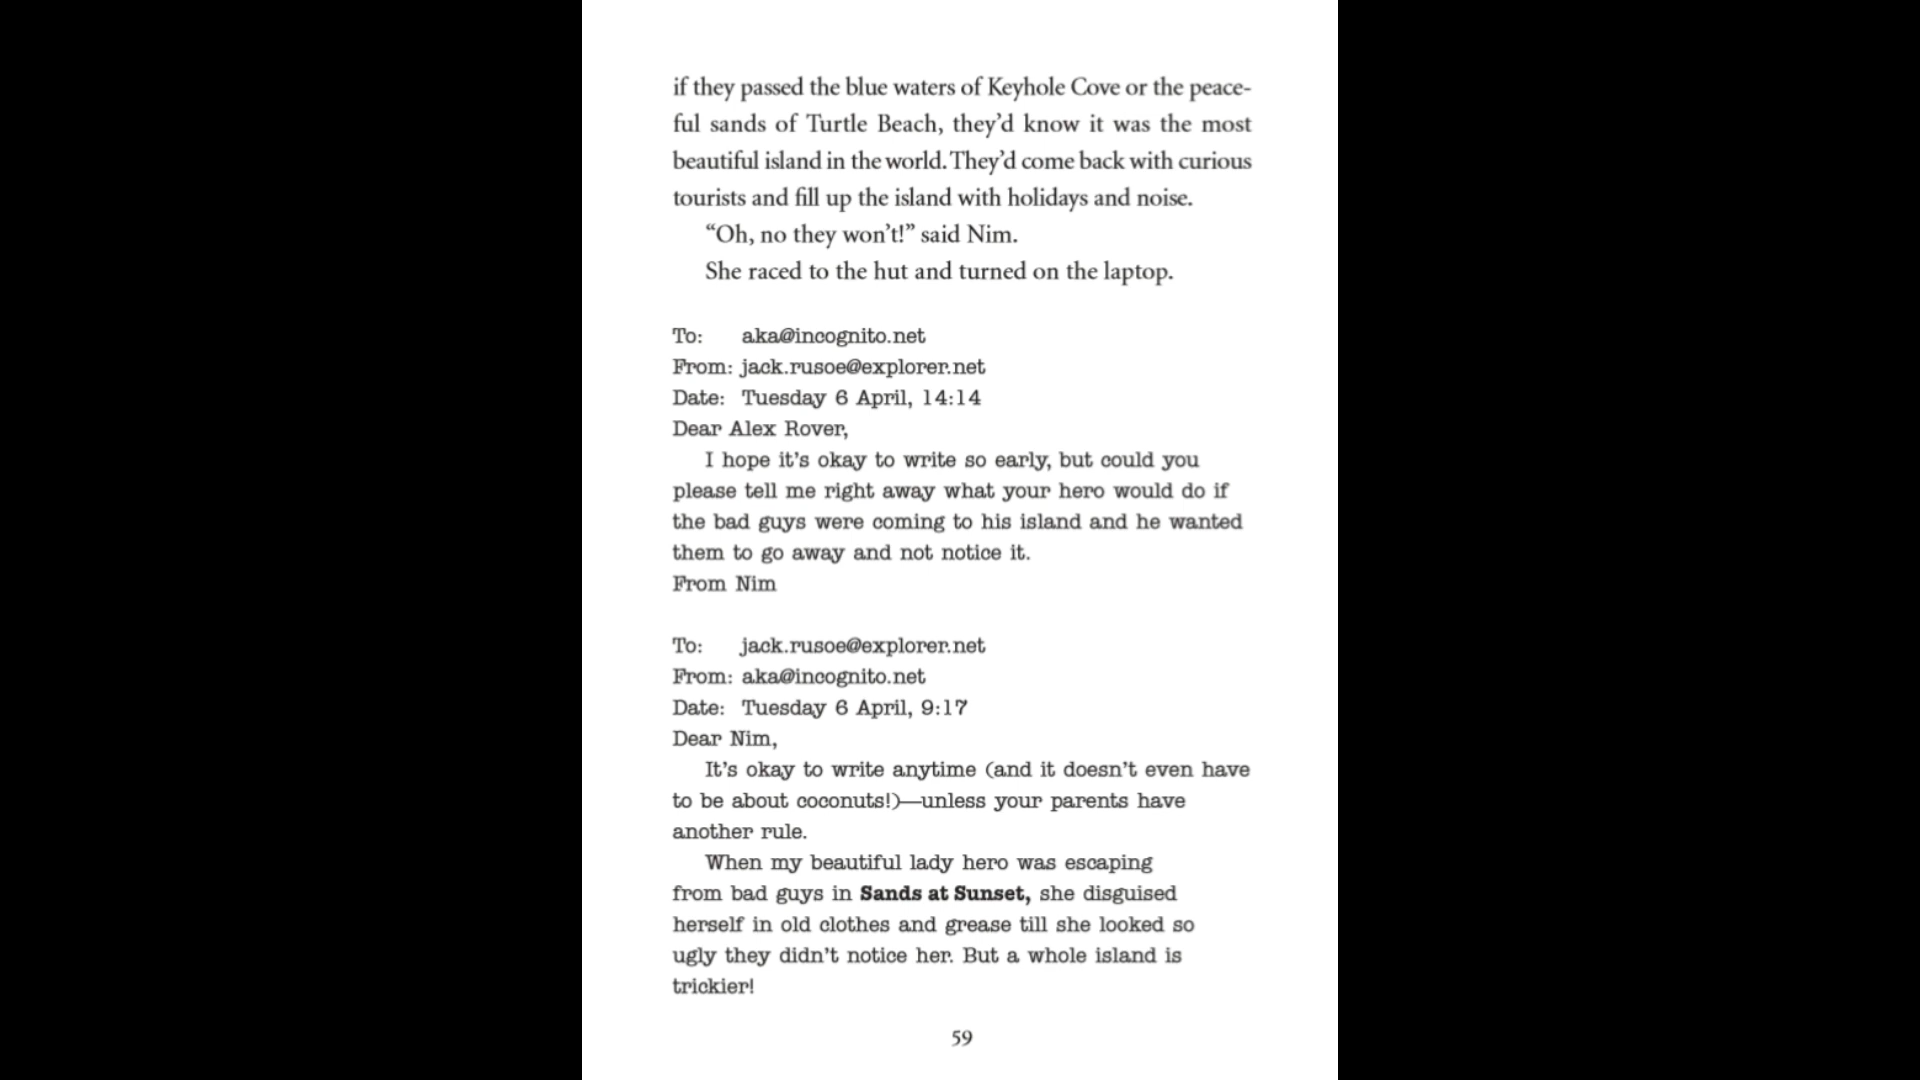 if they passed the blue waters of Keyhole Cove or the peace-
ful sands of Turtle Beach, they’d know it was the most
beautiful island in the world. They’d come back with curious
tourists and fill up the island with holidays and noise.
“Oh, no they won’t!” said Nim.
She raced to the hut and turned on the laptop.
To: aka@incognito.net
From: jack.rusoe@explorer.net
Date: Tuesday 6 April, 14:14
Dear Alex Rover,
I hope it’s okay to write so early, but could you
please tell me right away what your hero would do if
the bad guys were coming to his island and he wanted
them to go away and not notice it.
From Nim
To: jack.rusoe@explorer.net
From: aka@incognito.net
Date: Tuesday 6 April, 9:17
Dear Nim,
It’s okay to write anytime (and it doesn’t even have
to be about coconuts!)—unless your parents have
another rule.
When my beautiful lady hero was escaping
from bad guys in Sands at Sunset, she disguised
herself in old clothes and grease till she looked so
ugly they didn’t notice her. But a whole island is
trickier!
59